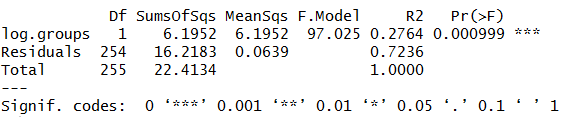 Df SumsOfSqs MeanSqs F.Model R2 Pr(>F)
log.groups 1 6.1952 6.1952 97.025 0.2764 0.000999 ***
Residuals 254 16.2183 0.0639 0.7236
Total 255 22.4134 1.0000
---
Signif. codes: 0 ‘***’ 0.001 ‘**’ 0.01 ‘*’ 0.05 ‘.’ 0.1 ‘ ’ 1